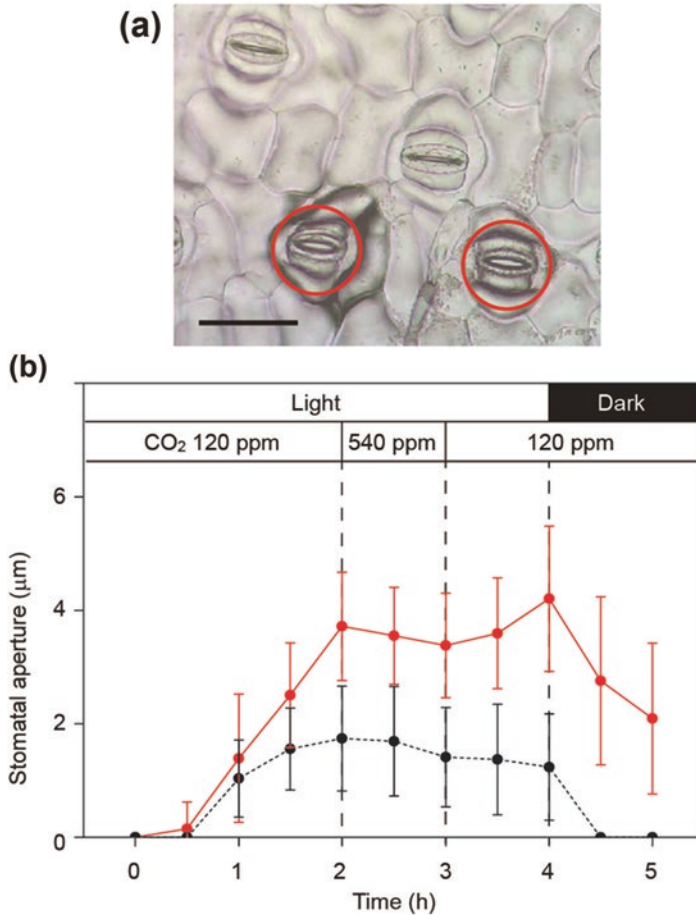 (a)
(b)
Light Dark
CO₂ 120 ppm 540 ppm 120 ppm
6
4
2
0
Stomatal aperture (μm)
0 1 2 3 4 5
Time (h)